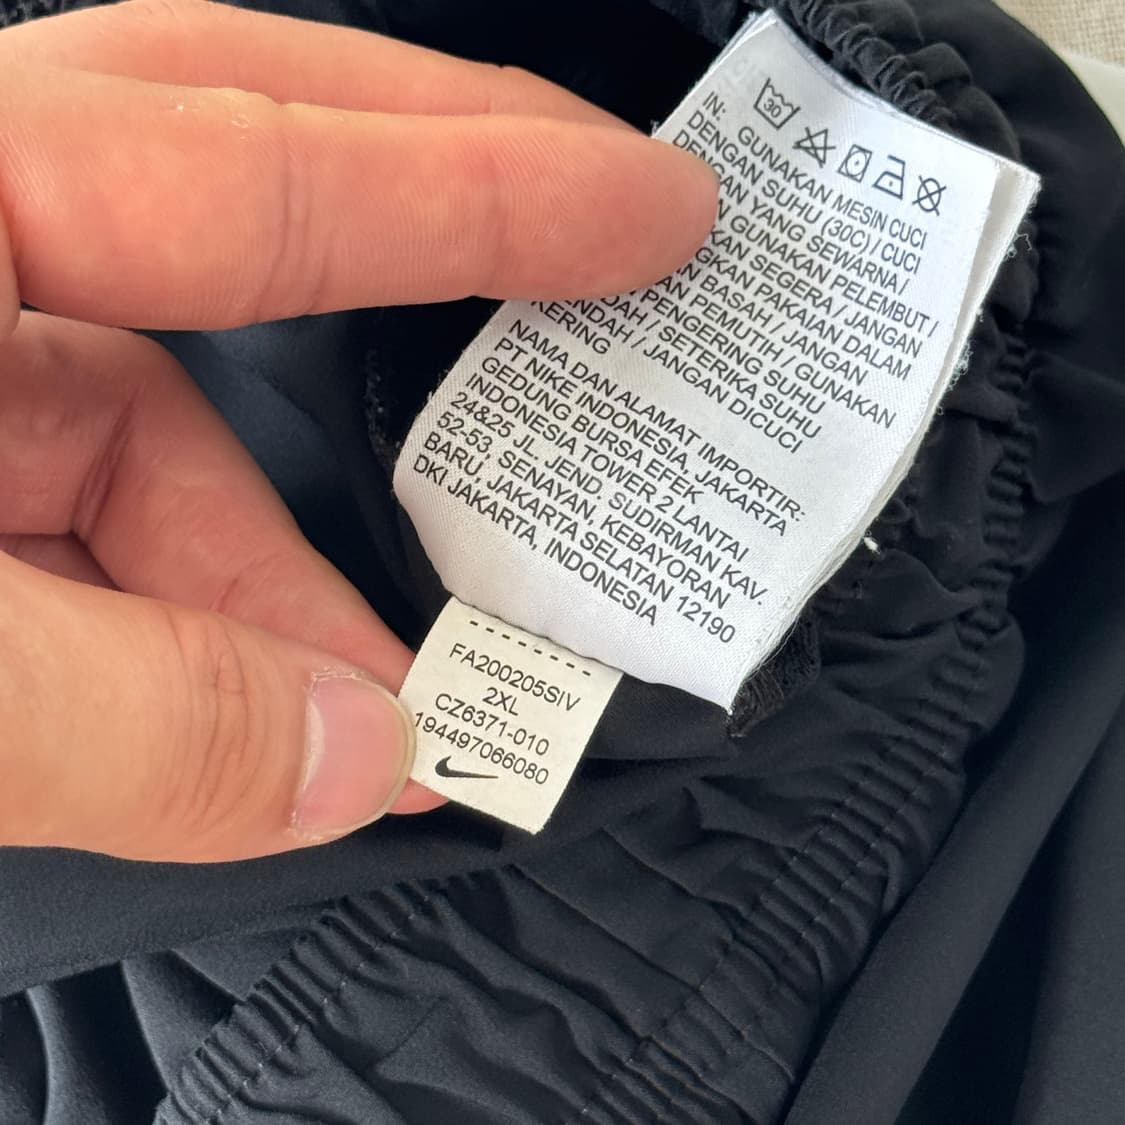 30
IN: GUNAKAN MESIN CUCI
DENGAN SUHU (30C) / CUCI
DENGAN YANG SEWARNA /
GUNAKAN PELEMBUT /
SEGERA / JANGAN
PAKAIAN DALAM
BASAH / JANGAN
PEMUTIH / GUNAKAN
PENGERING SUHU
/ SETERIKA SUHU
/ JANGAN DICUCI
KERING
NAMA DAN ALAMAT IMPORTIR:
PT NIKE INDONESIA, JAKARTA
GEDUNG BURSA EFEK
INDONESIA TOWER 2 LANTAI
24&25 JL. JEND. SUDIRMAN KAV.
52-53, SENAYAN, KEBAYORAN
BARU, JAKARTA SELATAN 12190
DKI JAKARTA, INDONESIA
FA200205SIV
2XL
CZ6371-010
194497066080